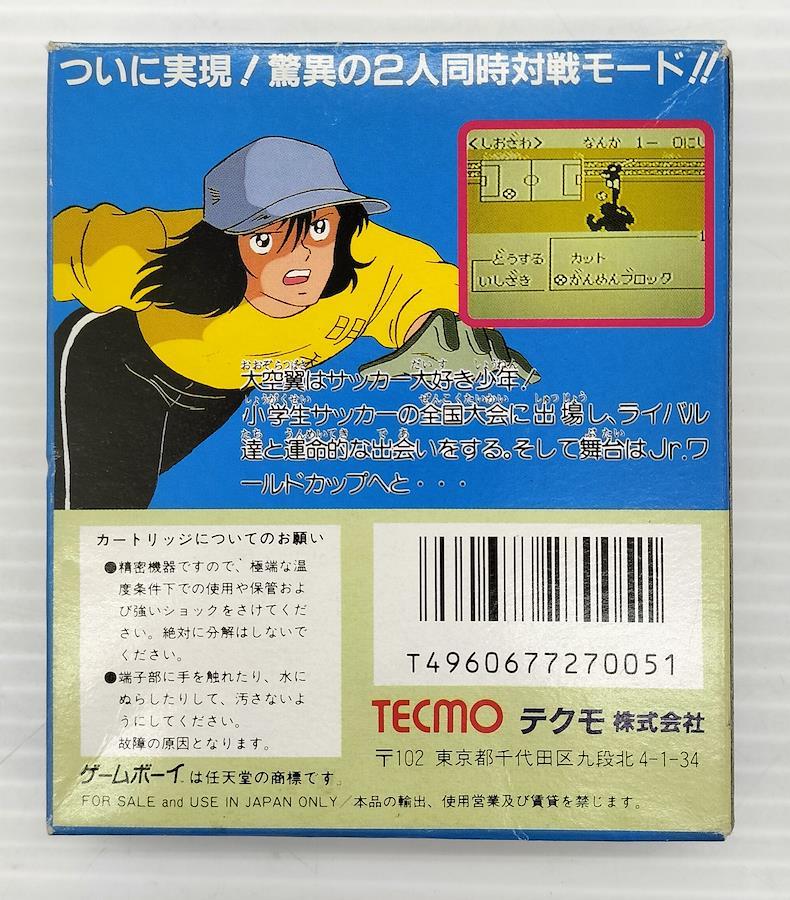 ついに実現！驚異の2人同時対戦モード!!
<しおざわ> なんか 1－ 0にし
どうする カット
いしざき がんめんブロック
大空翼はサッカー大好き少年！
小学生サッカーの全国大会に出場し、ライバル
達と運命的な出会いをする。そして舞台はJr.ワ
ールドカップへと・・・
カートリッジについてのお願い
●精密機器ですので、極端な温
度条件下での使用や保管およ
び強いショックをさけてくだ
さい。絶対に分解はしないで
ください。
●端子部に手を触れたり、水に
ぬらしたりして、汚さないよ
うにしてください。
故障の原因となります。
ゲームボーイ™は任天堂の商標です。
FOR SALE and USE IN JAPAN ONLY／本品の輸出、使用営業及び賃貸を禁じます。
T4960677270051
TECMO テクモ株式会社
〒102 東京都千代田区九段北4-1-34